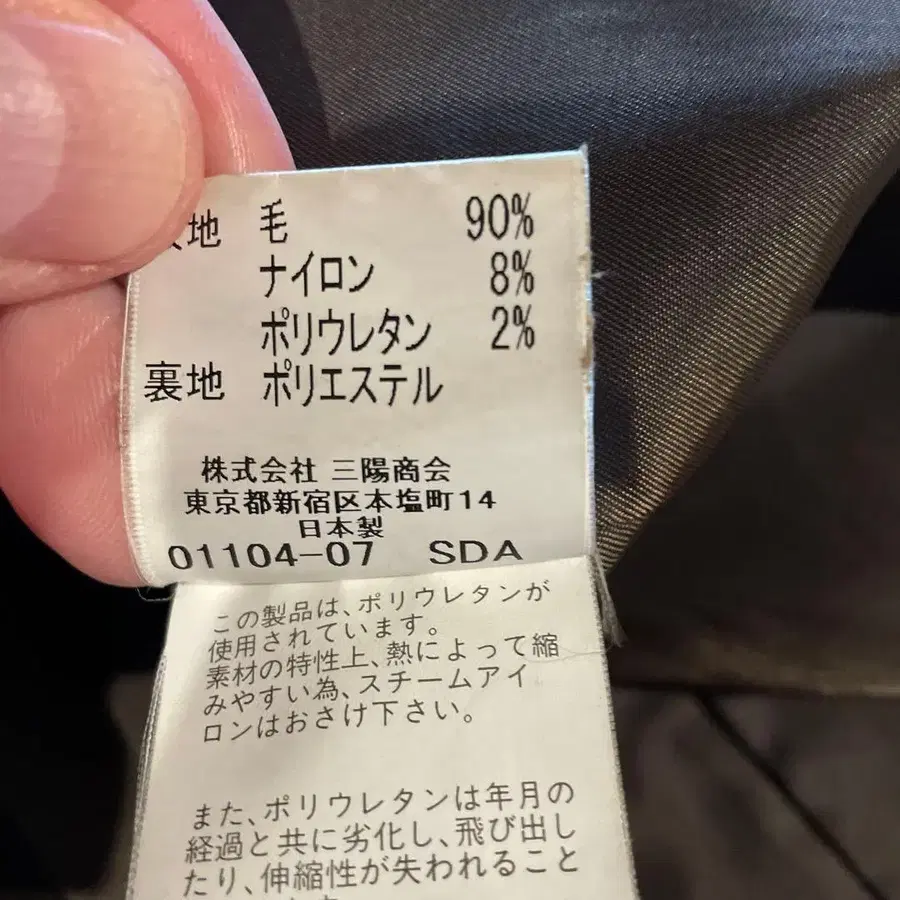 地 毛 90%
ナイロン 8%
ポリウレタン 2%
裏地 ポリエステル
株式会社 三陽商会
東京都新宿区本塩町14
日本製
01104-07 SDA
この製品は、ポリウレタンが
使用されています。
素材の特性上、熱によって縮
みやすい為、スチームアイ
ロンはおさけ下さい。
また、ポリウレタンは年月の
経過と共に劣化し、飛び出し
たり、伸縮性が失われること